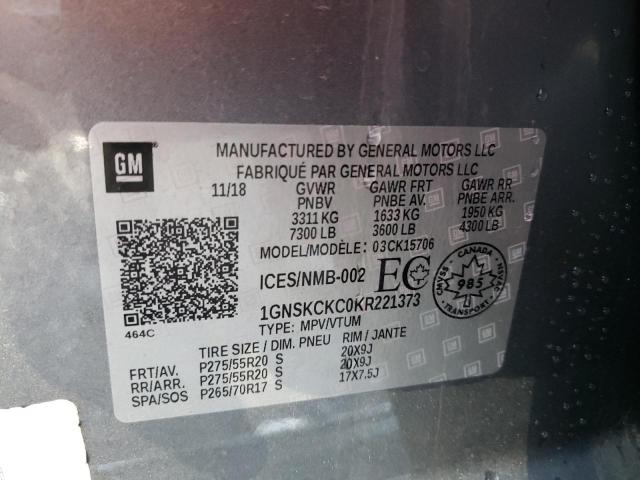 GM
MANUFACTURED BY GENERAL MOTORS LLC
FABRIQUÉ PAR GENERAL MOTORS LLC
11/18 GVWR GAWR FRT GAWR RR
PNBV PNBE AV. PNBE ARR.
3311 KG 1633 KG 1950 KG
7300 LB 3600 LB 4300 LB
MODEL/MODÈLE: 03CK15706
ICES/NMB-002 EC
CANADA
985
CMVSS NSVAC
1GNSKCKC0KR221373
464C
TYPE: MPV/VTUM
TIRE SIZE / DIM. PNEU RIM / JANTE
FRT/AV. P275/55R20 S 20X9J
RR/ARR. P275/55R20 S 20X9J
SPA/SOS P265/70R17 S 17X7.5J